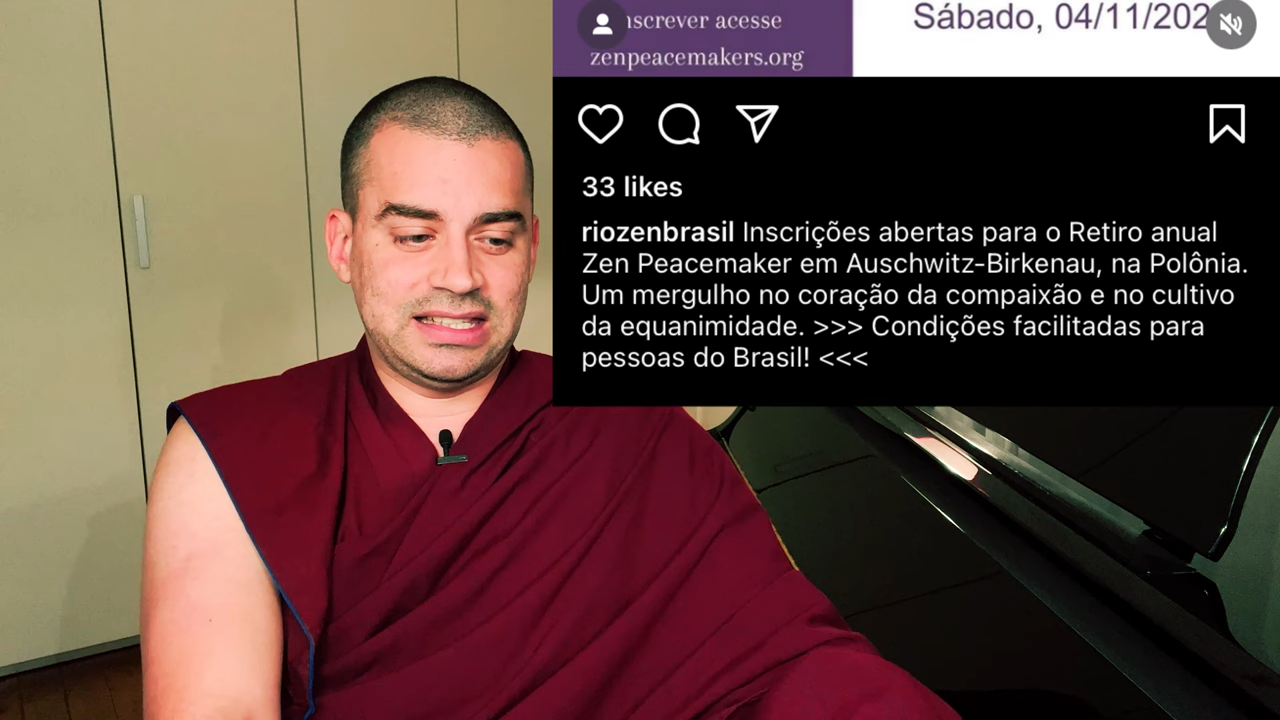 nscrever acesse
zenpeacemakers.org
Sábado, 04/11/202
33 likes
riozenbrasil Inscrições abertas para o Retiro anual
Zen Peacemaker em Auschwitz-Birkenau, na Polônia.
Um mergulho no coração da compaixão e no cultivo
da equanimidade. >>> Condições facilitadas para
pessoas do Brasil! <<<